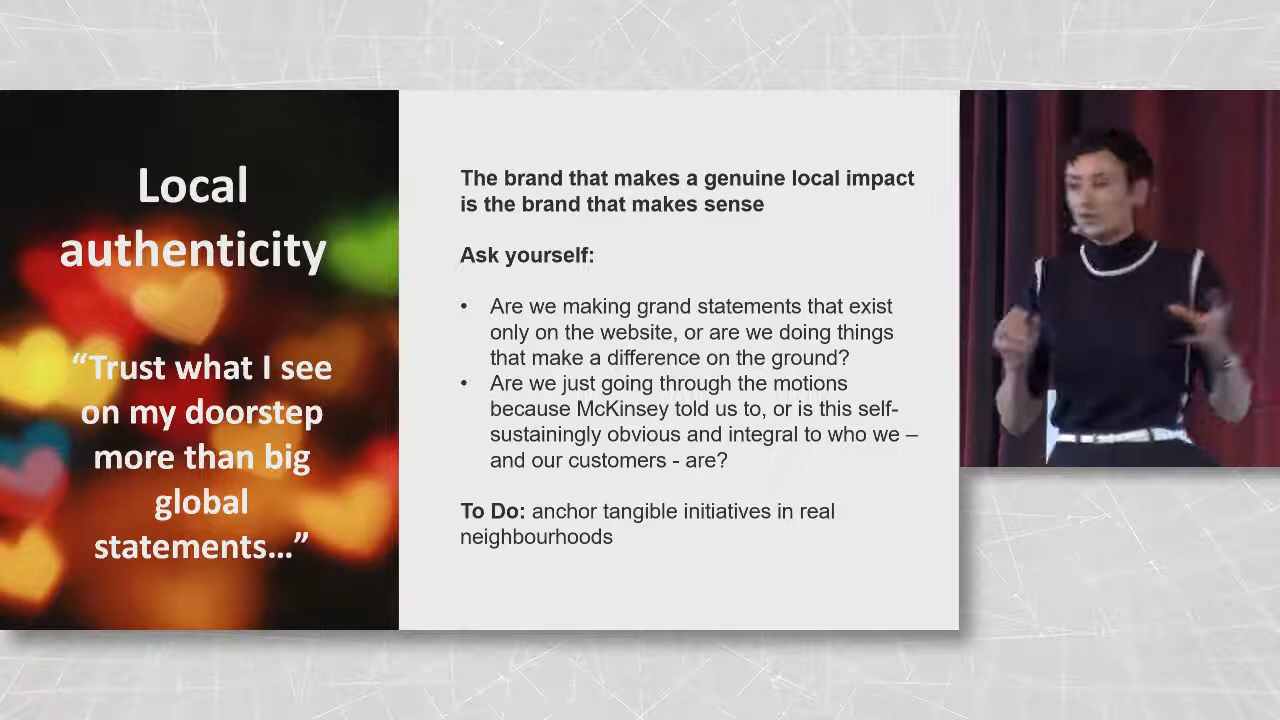 Local
authenticity
“Trust what I see
on my doorstep
more than big
global
statements…”
The brand that makes a genuine local impact
is the brand that makes sense
Ask yourself:
• Are we making grand statements that exist
only on the website, or are we doing things
that make a difference on the ground?
• Are we just going through the motions
because McKinsey told us to, or is this self-
sustainingly obvious and integral to who we –
and our customers - are?
To Do: anchor tangible initiatives in real
neighbourhoods